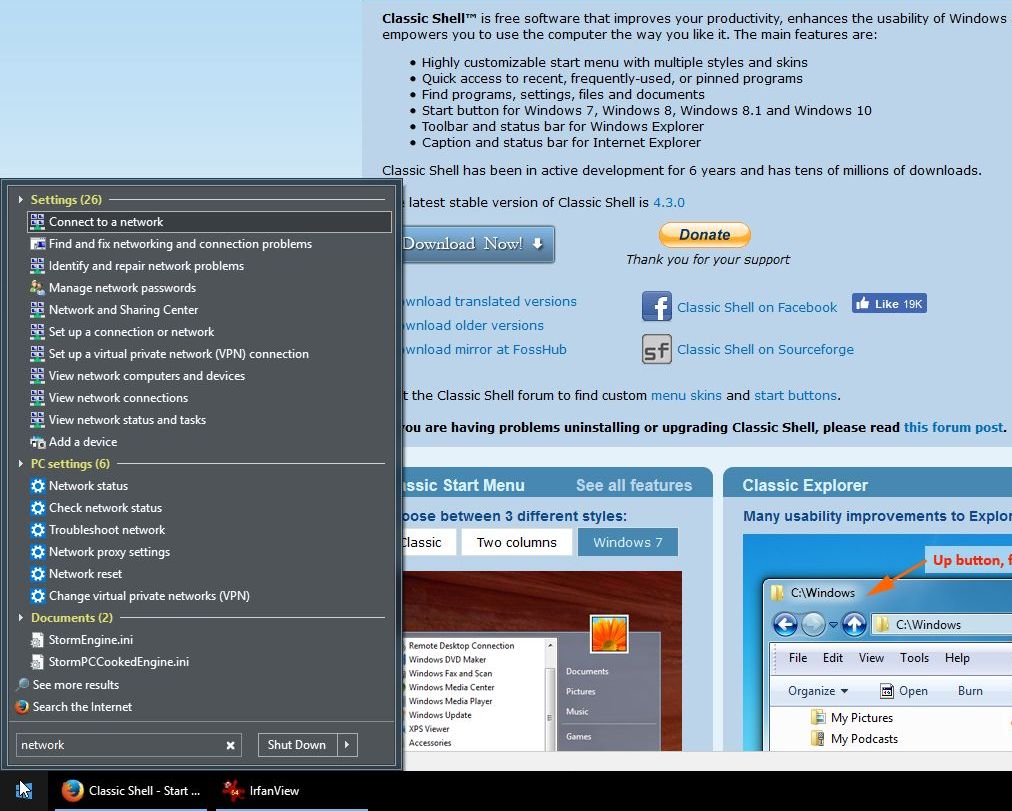 Classic Shell™ is free software that improves your productivity, enhances the usability of Windows
empowers you to use the computer the way you like it. The main features are:
• Highly customizable start menu with multiple styles and skins
• Quick access to recent, frequently-used, or pinned programs
• Find programs, settings, files and documents
• Start button for Windows 7, Windows 8, Windows 8.1 and Windows 10
• Toolbar and status bar for Windows Explorer
• Caption and status bar for Internet Explorer
Classic Shell has been in active development for 6 years and has tens of millions of downloads.
latest stable version of Classic Shell is 4.3.0
Download Now!
Donate
Thank you for your support
wnload translated versions
wnload older versions
wnload mirror at FossHub
Classic Shell on Facebook
Like 19K
sf Classic Shell on Sourceforge
t the Classic Shell forum to find custom menu skins and start buttons.
you are having problems uninstalling or upgrading Classic Shell, please read this forum post.
ssic Start Menu See all features
oose between 3 different styles:
Classic Two columns Windows 7
Remote Desktop Connection
Windows DVD Maker
Windows Fax and Scan
Windows Media Center
Windows Media Player
Windows Update
XPS Viewer
Accessories
Documents
Pictures
Music
Games
Classic Explorer
Many usability improvements to Explor
Up button, f
C:\Windows
C:\Windows
File Edit View Tools Help
Organize Open Burn
My Pictures
My Podcasts
Settings (26)
Connect to a network
Find and fix networking and connection problems
Identify and repair network problems
Manage network passwords
Network and Sharing Center
Set up a connection or network
Set up a virtual private network (VPN) connection
View network computers and devices
View network connections
View network status and tasks
Add a device
PC settings (6)
Network status
Check network status
Troubleshoot network
Network proxy settings
Network reset
Change virtual private networks (VPN)
Documents (2)
StormEngine.ini
StormPCCookedEngine.ini
See more results
Search the Internet
network
Shut Down
Classic Shell - Start ...
IrfanView